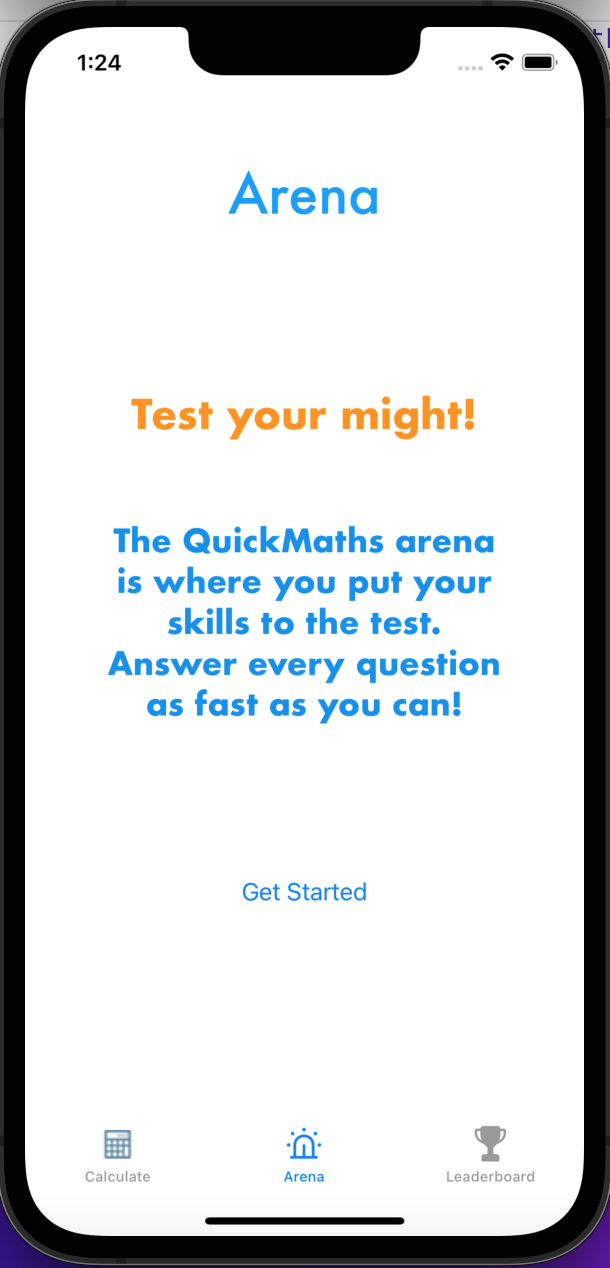 1:24
Arena
Test your might!
The QuickMaths arena
is where you put your
skills to the test.
Answer every question
as fast as you can!
Get Started
Calculate
Arena
Leaderboard